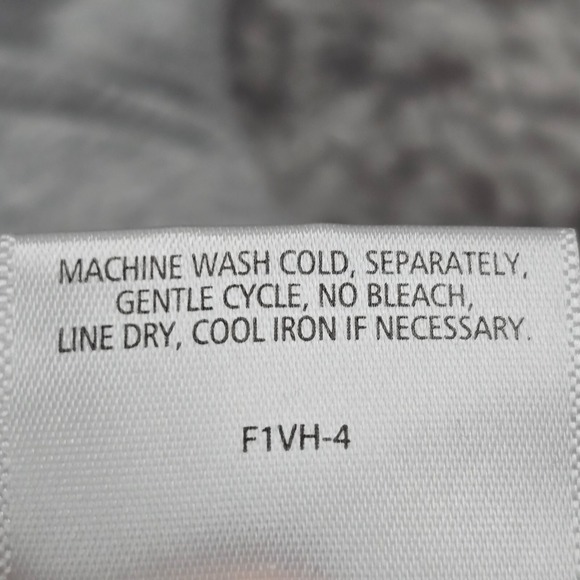 MACHINE WASH COLD, SEPARATELY,
GENTLE CYCLE, NO BLEACH,
LINE DRY, COOL IRON IF NECESSARY.
F1VH-4